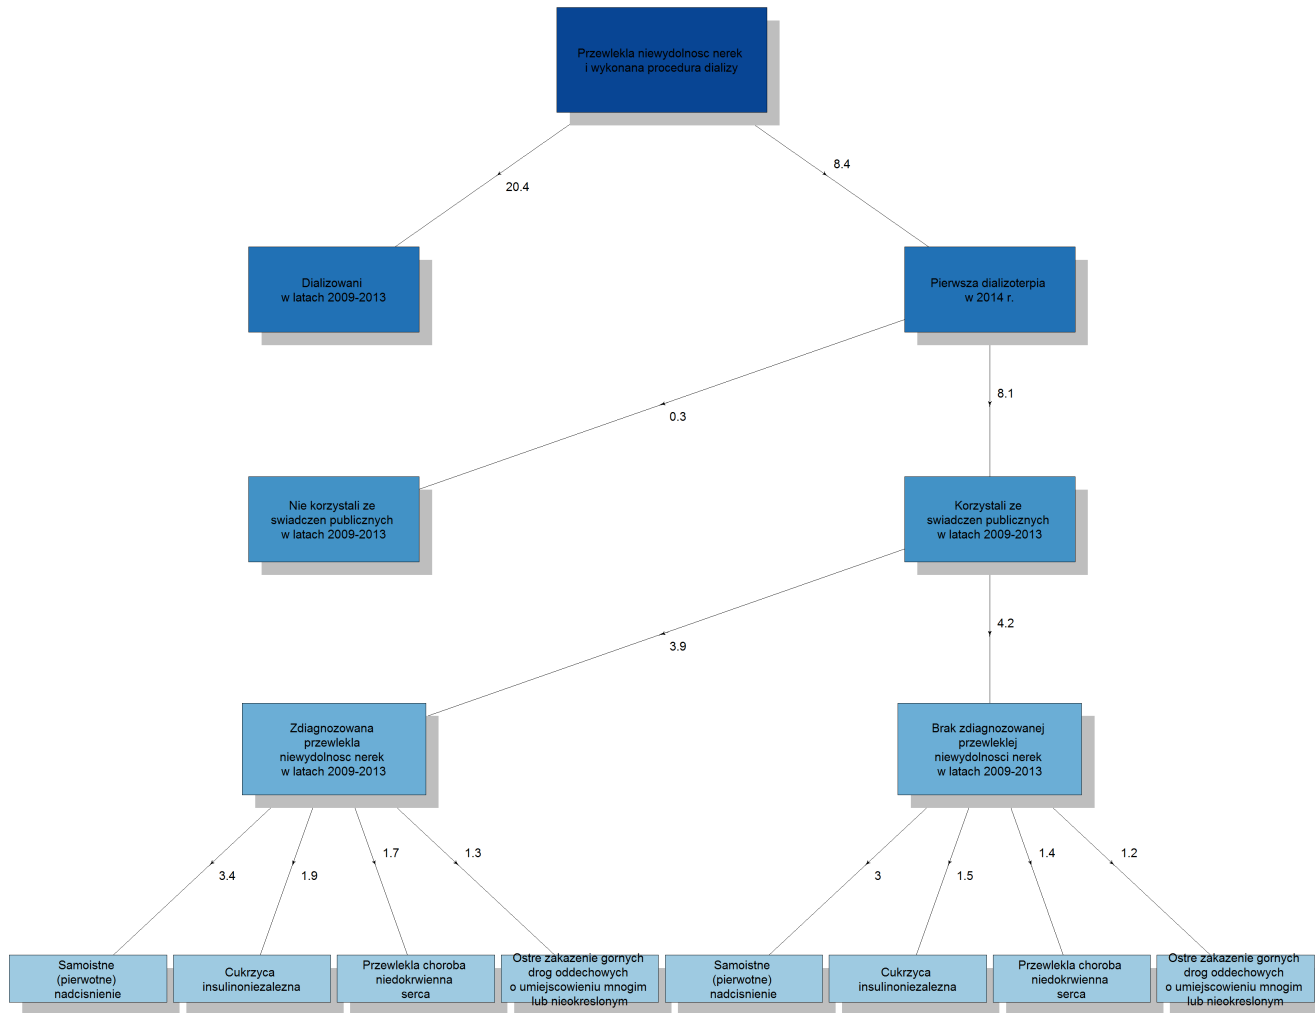 Przewlekla niewydolnosc nerek
i wykonana procedura dializy
20.4
8.4
Dializowani
w latach 2009-2013
Pierwsza dializoterpia
w 2014 r.
0.3
8.1
Nie korzystali ze
swiadczen publicznych
w latach 2009-2013
Korzystali ze
swiadczen publicznych
w latach 2009-2013
3.9
4.2
Zdiagnozowana
przewlekla
niewydolnosc nerek
w latach 2009-2013
Brak zdiagnozowanej
przewleklej
niewydolnosci nerek
w latach 2009-2013
3.4
1.9
1.7
1.3
3
1.5
1.4
1.2
Samoistne
(pierwotne)
nadcisnienie
Cukrzyca
insulinoniezalezna
Przewlekla choroba
niedokrwienna
serca
Ostre zakazenie gornych
drog oddechowych
o umiejscowieniu mnogim
lub nieokreslonym
Samoistne
(pierwotne)
nadcisnienie
Cukrzyca
insulinoniezalezna
Przewlekla choroba
niedokrwienna
serca
Ostre zakazenie gornych
drog oddechowych
o umiejscowieniu mnogim
lub nieokreslonym